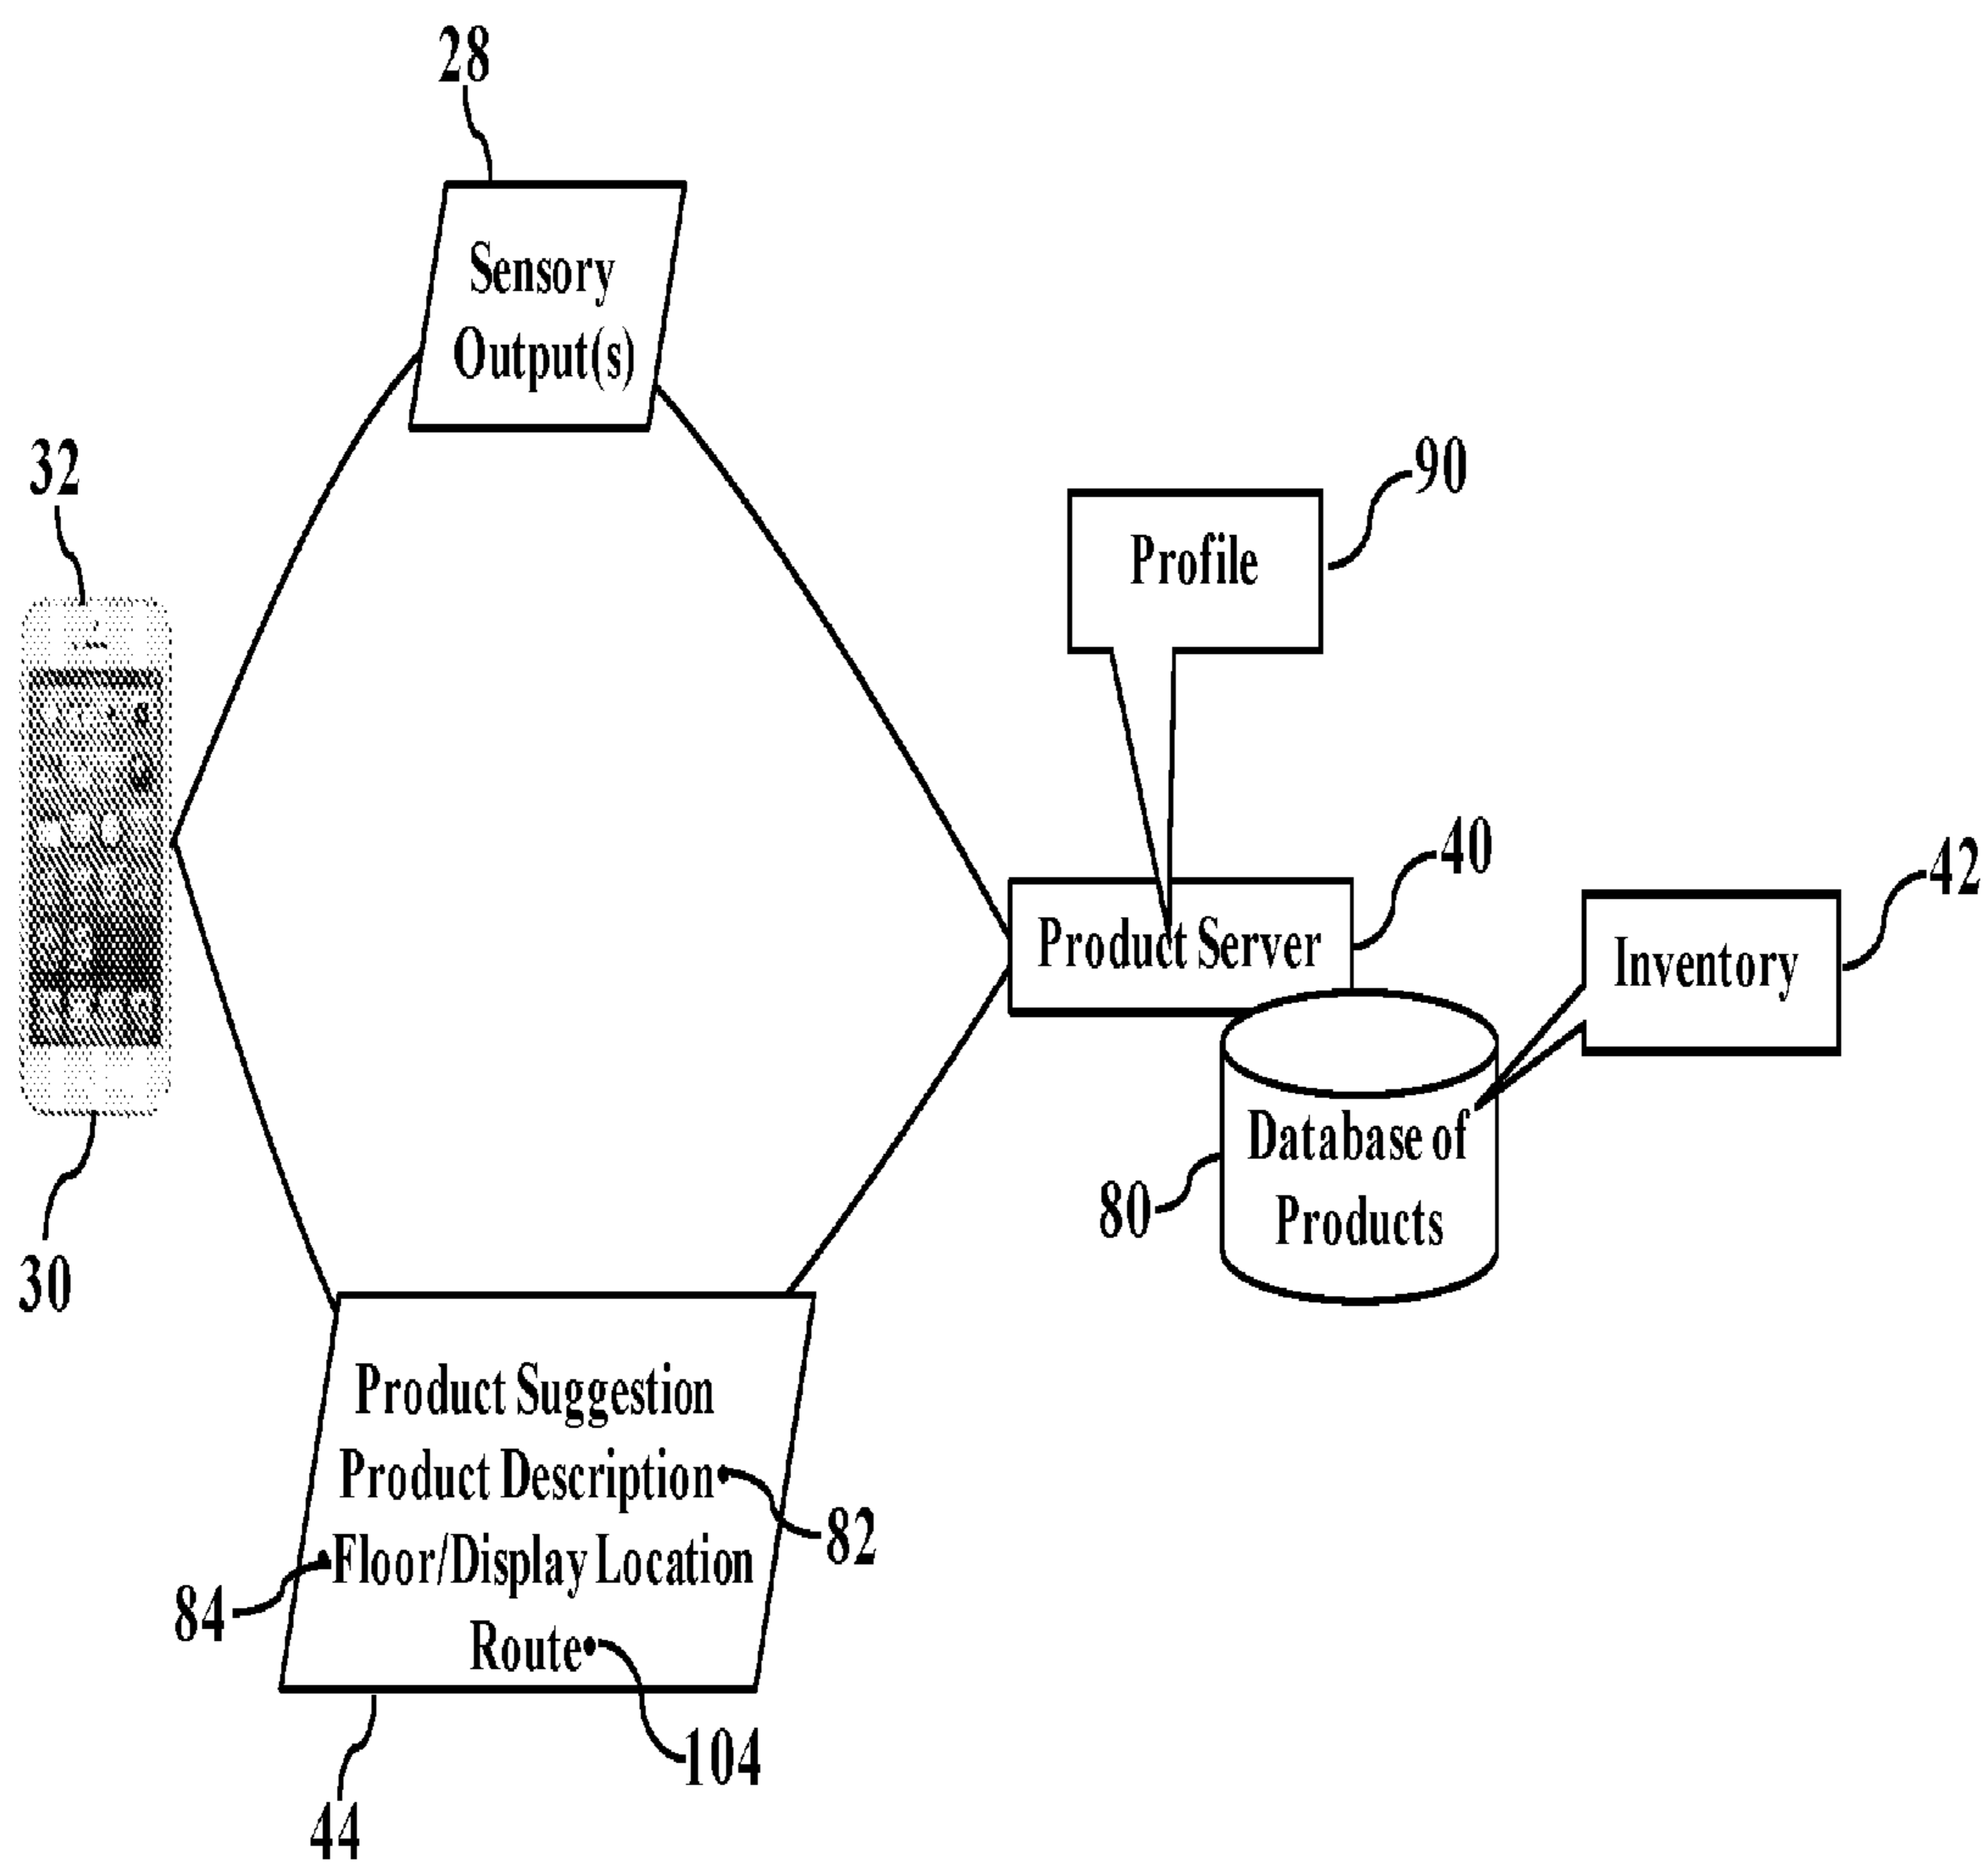 28
Sensory
Output(s)
32
90
Profile
40
Product Server
42
Inventory
Database of
Products
80
30
Product Suggestion
Product Description
82
Floor/Display Location
84
Route
104
44